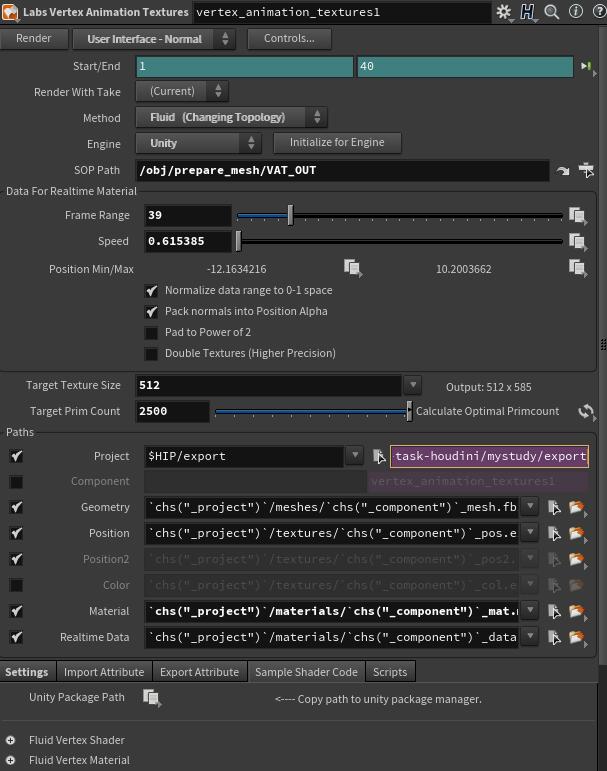 Labs Vertex Animation Textures vertex_animation_textures1
Render User Interface - Normal Controls...
Start/End 1 40
Render With Take (Current)
Method Fluid (Changing Topology)
Engine Unity Initialize for Engine
SOP Path /obj/prepare_mesh/VAT_OUT
Data For Realtime Material
Frame Range 39
Speed 0.615385
Position Min/Max -12.1634216 10.2003662
Normalize data range to 0-1 space
Pack normals into Position Alpha
Pad to Power of 2
Double Textures (Higher Precision)
Target Texture Size 512 Output: 512 x 585
Target Prim Count 2500 Calculate Optimal Primcount
Paths
Project $HIP/export task-houdini/mystudy/export
Component vertex_animation_textures1
Geometry `chs("_project")`/meshes/`chs("_component")`_mesh.fb
Position `chs("_project")`/textures/`chs("_component")`_pos.e
Position2 `chs("_project")`/textures/`chs("_component")`_pos2.
Color `chs("_project")`/textures/`chs("_component")`_col.e
Material `chs("_project")`/materials/`chs("_component")`_mat.
Realtime Data `chs("_project")`/materials/`chs("_component")`_data
Settings Import Attribute Export Attribute Sample Shader Code Scripts
Unity Package Path <---- Copy path to unity package manager.
Fluid Vertex Shader
Fluid Vertex Material